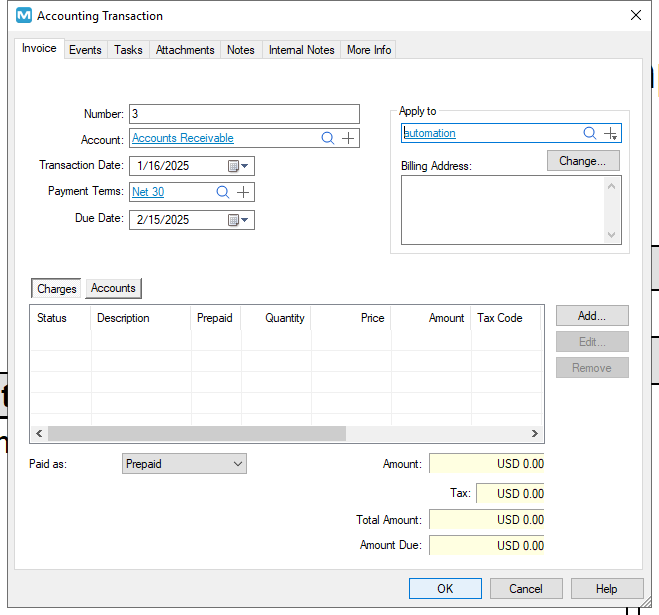 Accounting Transaction
Invoice Events Tasks Attachments Notes Internal Notes More Info
Number: 3
Account: Accounts Receivable
Transaction Date: 1/16/2025
Payment Terms: Net 30
Due Date: 2/15/2025
Apply to
automation
Billing Address: Change...
Charges Accounts
Status Description Prepaid Quantity Price Amount Tax Code
Add...
Edit...
Remove
Paid as: Prepaid
Amount: USD 0.00
Tax: USD 0.00
Total Amount: USD 0.00
Amount Due: USD 0.00
OK Cancel Help